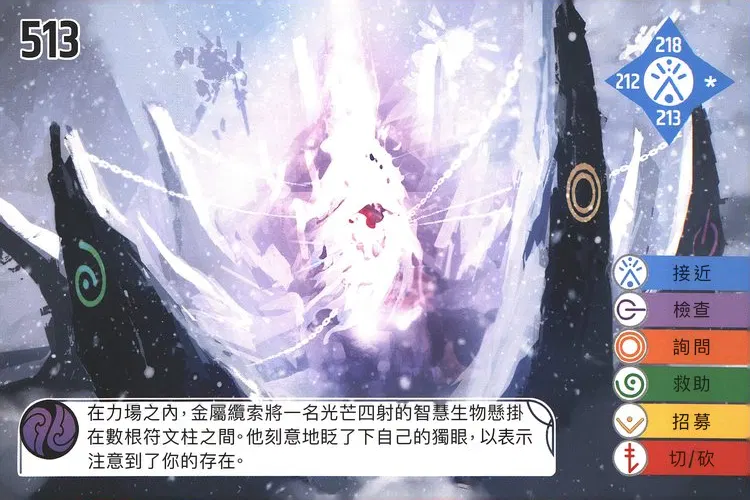 513
218
212
*
213
接近
檢查
詢問
救助
招募
切/砍
在力場之內，金屬纜索將一名光芒四射的智慧生物懸掛
在數根符文柱之間。他刻意地眨了下自己的獨眼，以表示
注意到了你的存在。